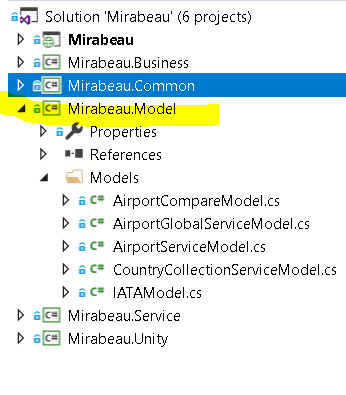 Solution 'Mirabeau' (6 projects)
Mirabeau
Mirabeau.Business
Mirabeau.Common
Mirabeau.Model
Properties
References
Models
AirportCompareModel.cs
AirportGlobalServiceModel.cs
AirportServiceModel.cs
CountryCollectionServiceModel.cs
IATAModel.cs
Mirabeau.Service
Mirabeau.Unity